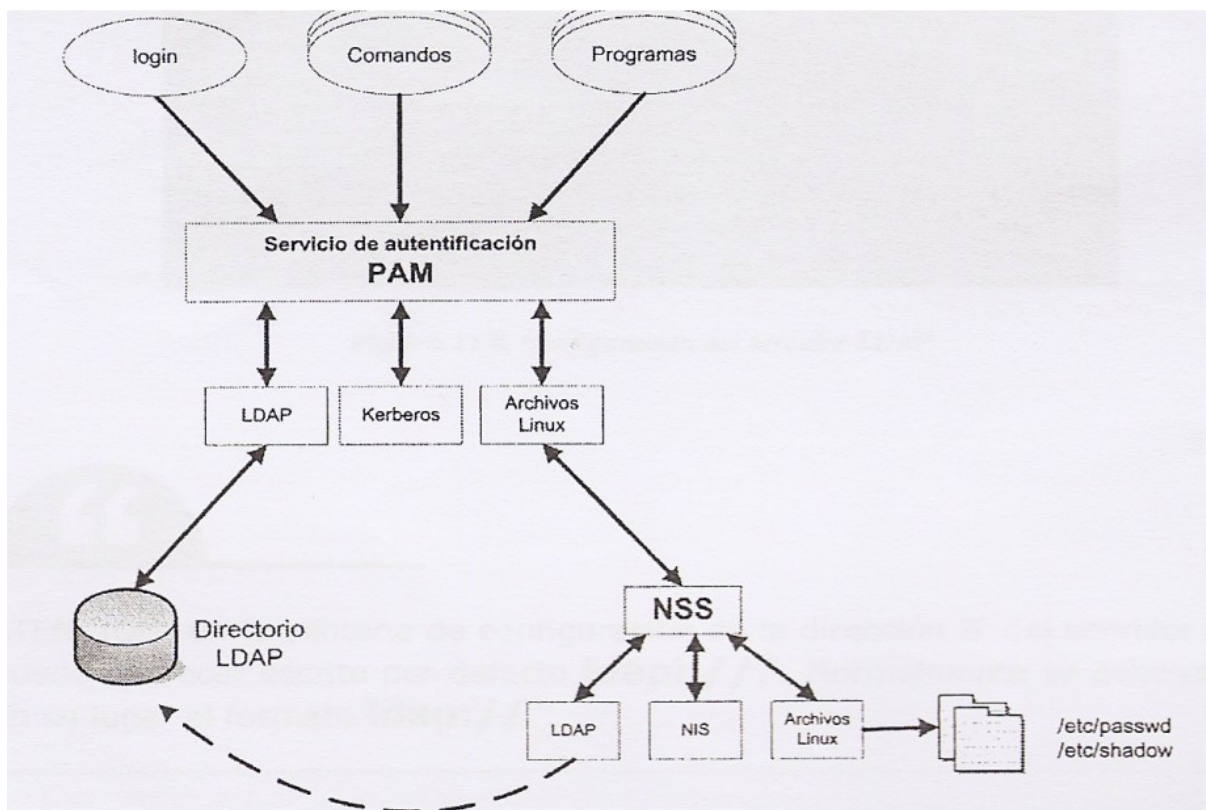 login
Comandos
Programas
Servicio de autentificación
PAM
LDAP
Kerberos
Archivos
Linux
Directorio
LDAP
NSS
LDAP
NIS
Archivos
Linux
/etc/passwd
/etc/shadow